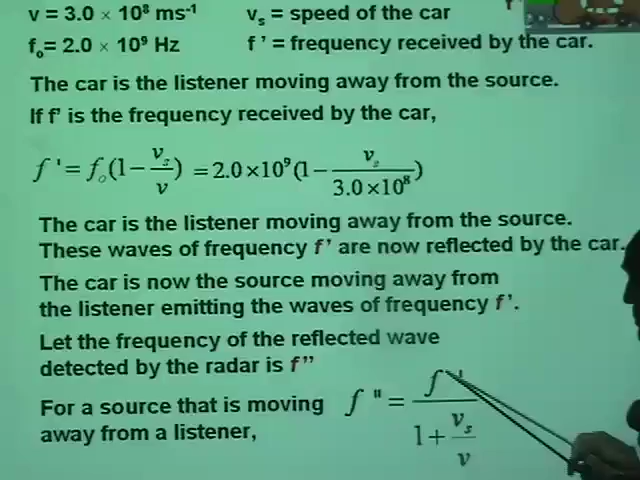 v = 3.0 × 10⁸ ms⁻¹ vₛ = speed of the car
fₒ= 2.0 × 10⁹ Hz f ' = frequency received by the car.
The car is the listener moving away from the source.
If f' is the frequency received by the car,
f ' = fₒ(1 − vₛ/v) = 2.0×10⁹(1 − vₛ/3.0×10⁸)
The car is the listener moving away from the source.
These waves of frequency f' are now reflected by the car.
The car is now the source moving away from
the listener emitting the waves of frequency f'.
Let the frequency of the reflected wave
detected by the radar is f"
For a source that is moving
away from a listener,
f " = f '/(1 + vₛ/v)